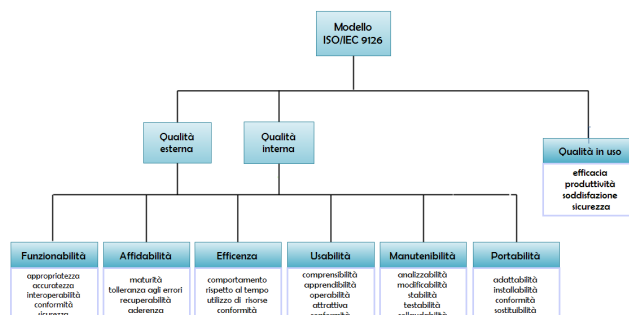 Modello
ISO/IEC 9126
Qualità
esterna
Qualità
interna
Qualità in uso
efficacia
produttività
soddisfazione
sicurezza
Funzionabilità
appropriatezza
accuratezza
interoperabilità
conformità
sicurezza
Affidabilità
maturità
tolleranza agli errori
recuperabilità
aderenza
Efficenza
comportamento
rispetto al tempo
utilizzo di risorse
conformità
Usabilità
comprensibilità
apprendibilità
operabilità
attrattiva
conformità
Manutenibilità
analizzabilità
modificabilità
stabilità
testabilità
Portabilità
adattabilità
installabilità
conformità
sostituibilità